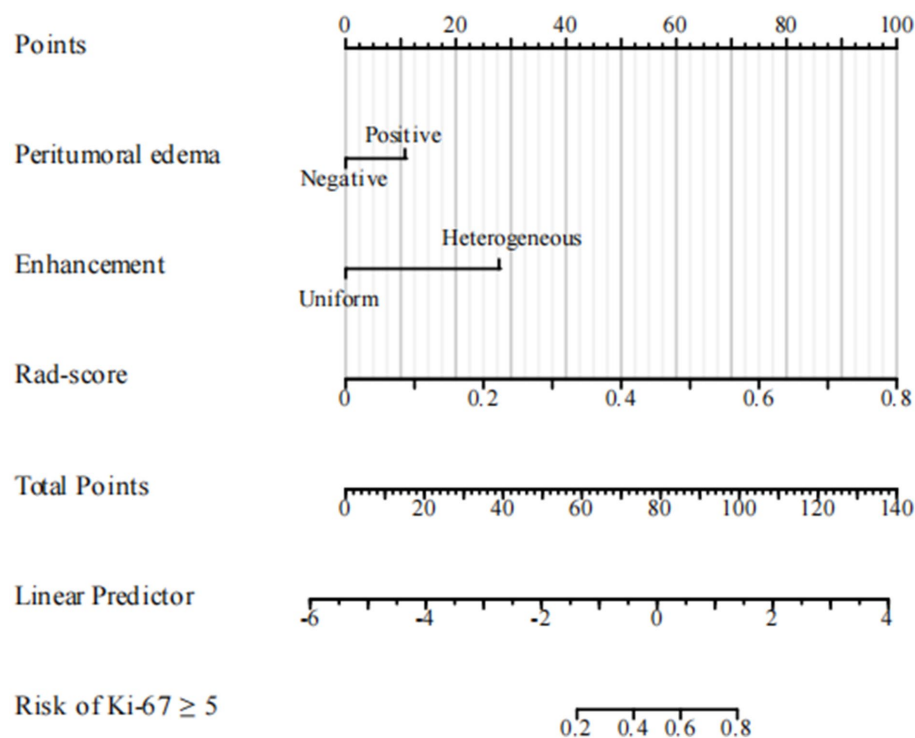 0 20 40 60 80 100
Points
Positive
Peritumoral edema
Negative
Heterogeneous
Enhancement
Uniform
Rad-score
0 0.2 0.4 0.6 0.8
Total Points
0 20 40 60 80 100 120 140
Linear Predictor
-6 -4 -2 0 2 4
Risk of Ki-67 ≥ 5
0.2 0.4 0.6 0.8